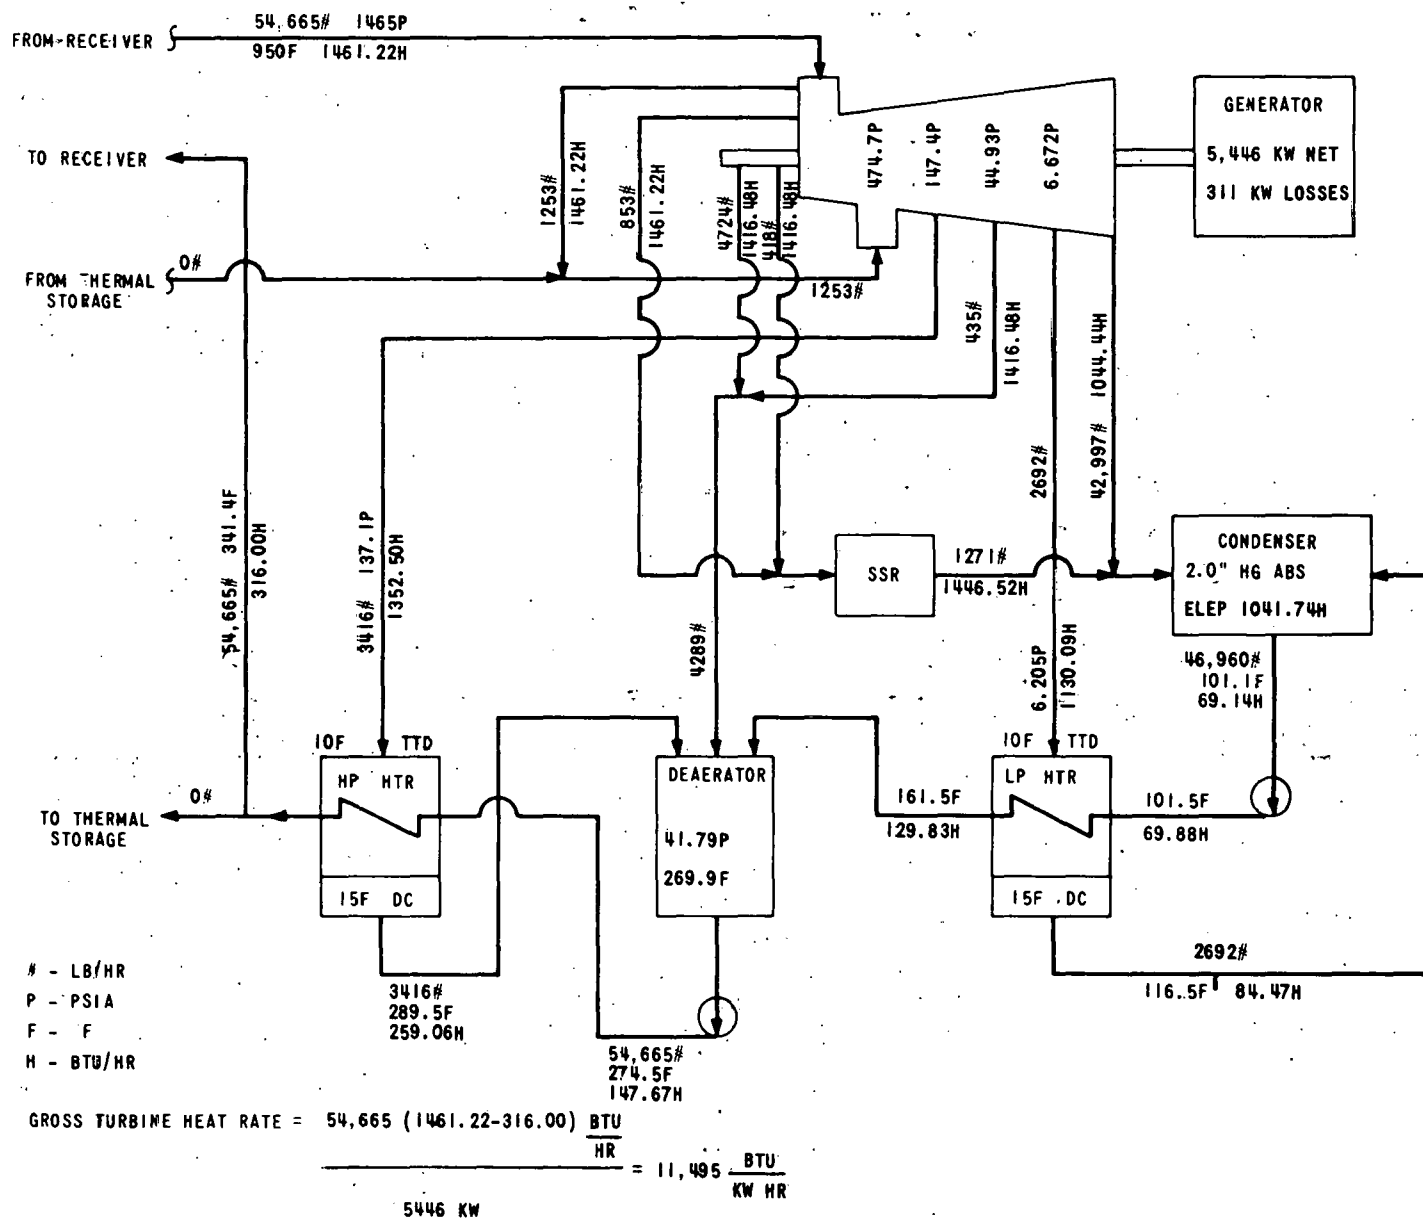 54,665# 1465P
FROM RECEIVER
950F 1461.22H
GENERATOR
5,446 KW NET
311 KW LOSSES
474.7P
147.4P
44.93P
6.672P
TO RECEIVER
1253#
1461.22H
853#
1461.22H
4724#
1416.48H
418#
1416.48H
0#
FROM THERMAL
STORAGE
1253#
435#
1416.48H
2692#
42,997# 1044.44H
54,665# 341.4F
316.00H
3416# 137.1P
1352.50H
4289#
SSR
1271#
1446.52H
CONDENSER
2.0" HG ABS
ELEP 1041.74H
6.205P
1130.09H
46,960#
101.1F
69.14H
10F TTD
HP HTR
15F DC
DEAERATOR
41.79P
269.9F
10F TTD
LP HTR
15F DC
161.5F
129.83H
101.5F
69.88H
0#
TO THERMAL
STORAGE
2692#
116.5F 84.47H
3416#
289.5F
259.06H
54,665#
274.5F
147.67H
# - LB/HR
P - PSIA
F - F
H - BTU/HR
GROSS TURBINE HEAT RATE = 54,665 (1461.22-316.00) BTU
HR
= 11,495 BTU
KW HR
5446 KW